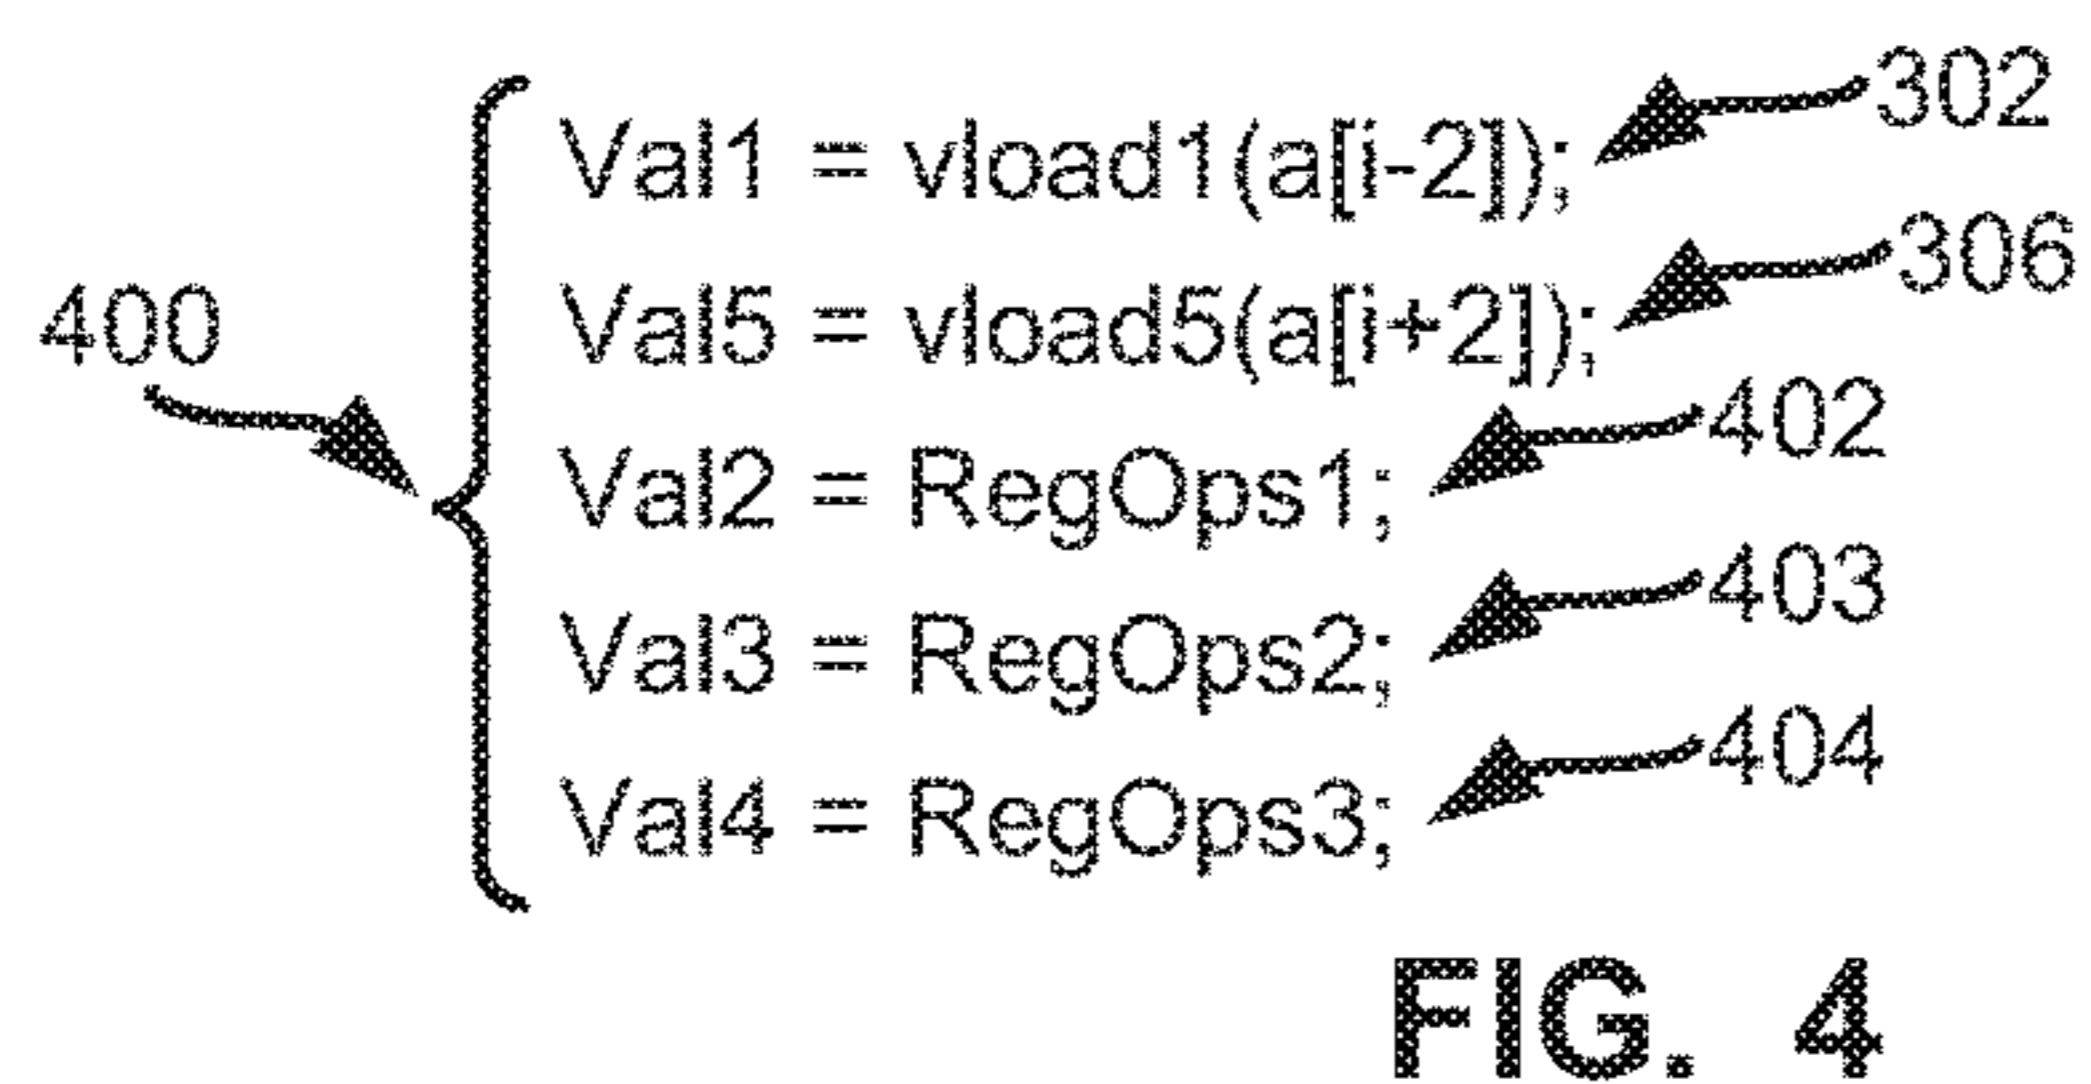 Val1 = vload1(a[i-2]); 302
Val5 = vload5(a[i+2]); 306
400
Val2 = RegOps1; 402
Val3 = RegOps2; 403
Val4 = RegOps3; 404
FIG. 4